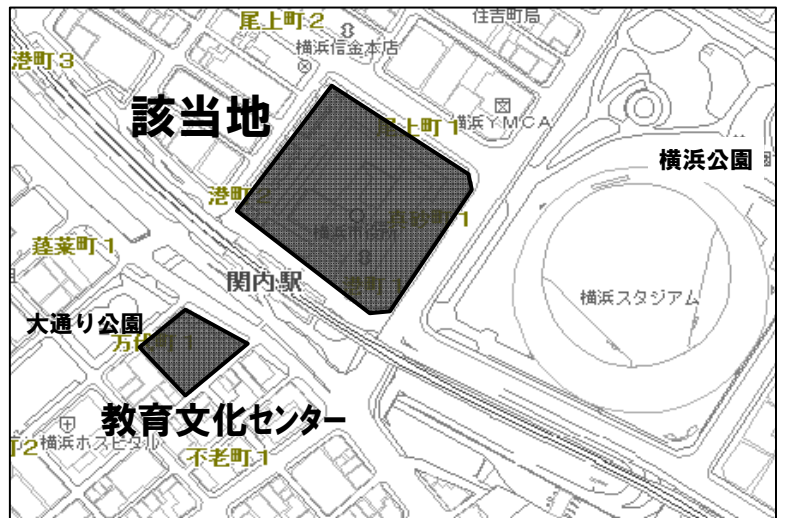 尾上町2
住吉町局
横浜信金本店
港町3
該当地
尾上町1
横浜YMCA
横浜公園
港町2
真砂町1
横浜市役所
蓬莱町1
関内駅
港町1
横浜スタジアム
大通り公園
万代町1
教育文化センター
横浜ホスピタル
不老町1